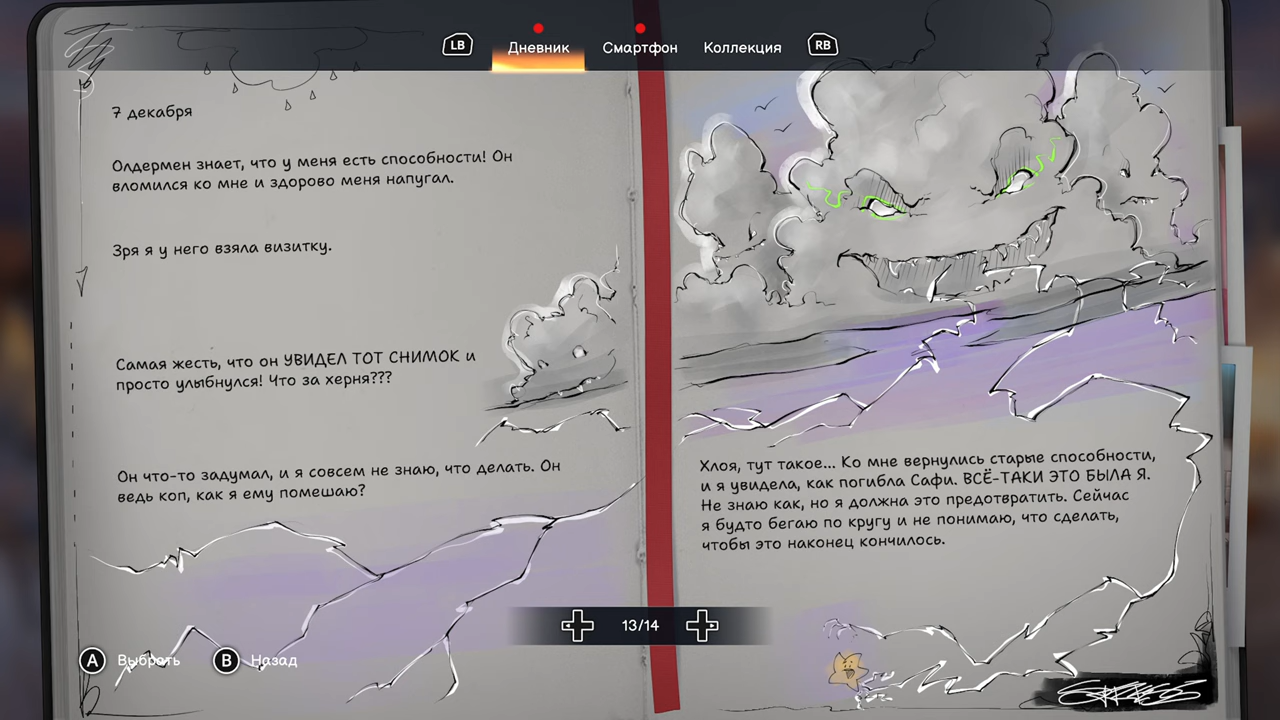 LB Дневник Смартфон Коллекция RB
7 декабря
Олдермен знает, что у меня есть способности! Он
вломился ко мне и здорово меня напугал.
Зря я у него взяла визитку.
Самая жесть, что он УВИДЕЛ ТОТ СНИМОК и
просто улыбнулся! Что за херня???
Он что-то задумал, и я совсем не знаю, что делать. Он
ведь коп, как я ему помешаю?
Хлоя, тут такое... Ко мне вернулись старые способности,
и я увидела, как погибла Сафи. ВСЁ-ТАКИ ЭТО БЫЛА Я.
Не знаю как, но я должна это предотвратить. Сейчас
я будто бегаю по кругу и не понимаю, что сделать,
чтобы это наконец кончилось.
13/14
A Выбрать B Назад